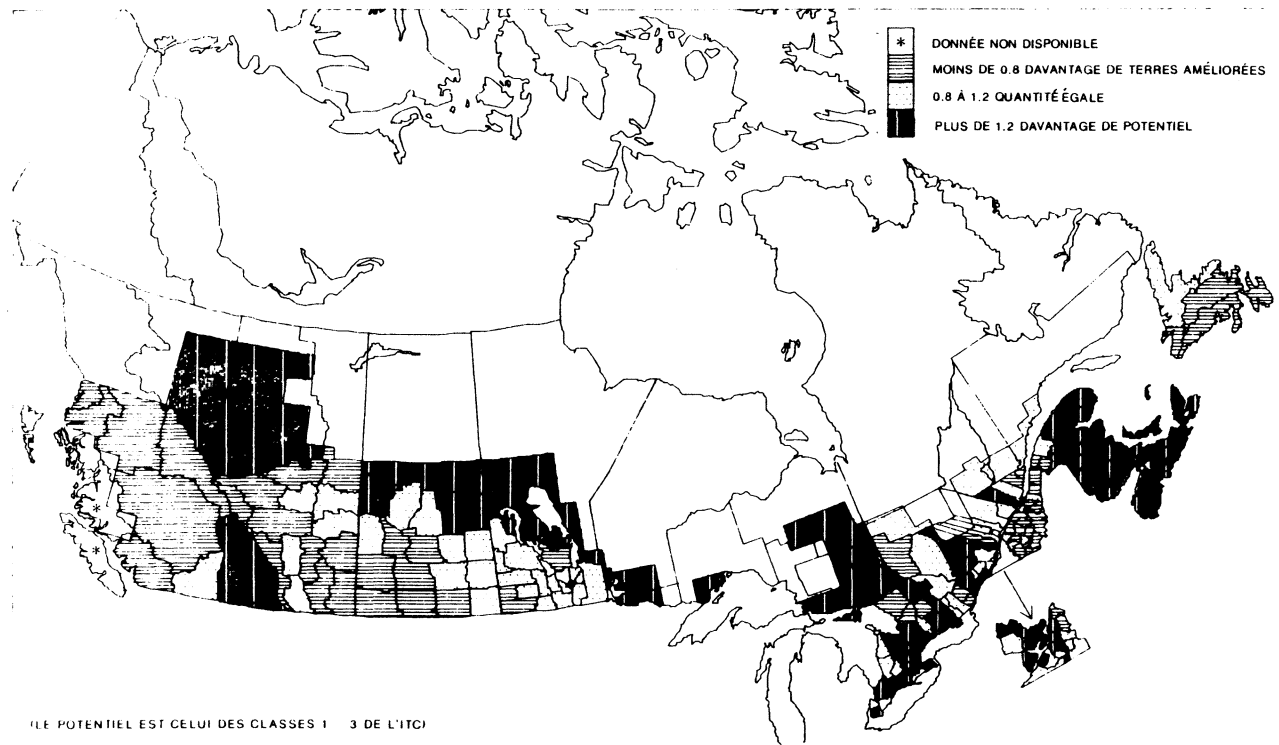 * DONNÉE NON DISPONIBLE
MOINS DE 0.8 DAVANTAGE DE TERRES AMÉLIORÉES
0.8 À 1.2 QUANTITÉ ÉGALE
PLUS DE 1.2 DAVANTAGE DE POTENTIEL
*
*
(LE POTENTIEL EST CELUI DES CLASSES 1 3 DE L'ITC)